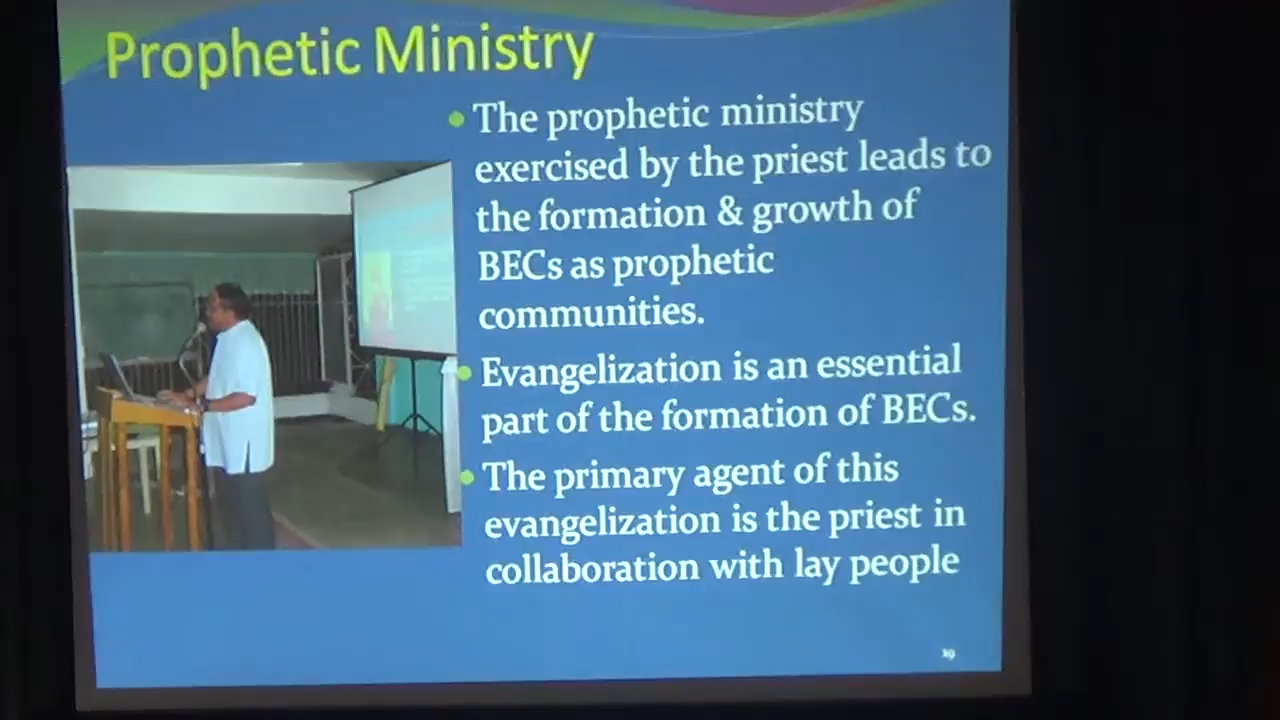 Prophetic Ministry
• The prophetic ministry
exercised by the priest leads to
the formation & growth of
BECs as prophetic
communities.
• Evangelization is an essential
part of the formation of BECs.
• The primary agent of this
evangelization is the priest in
collaboration with lay people
19